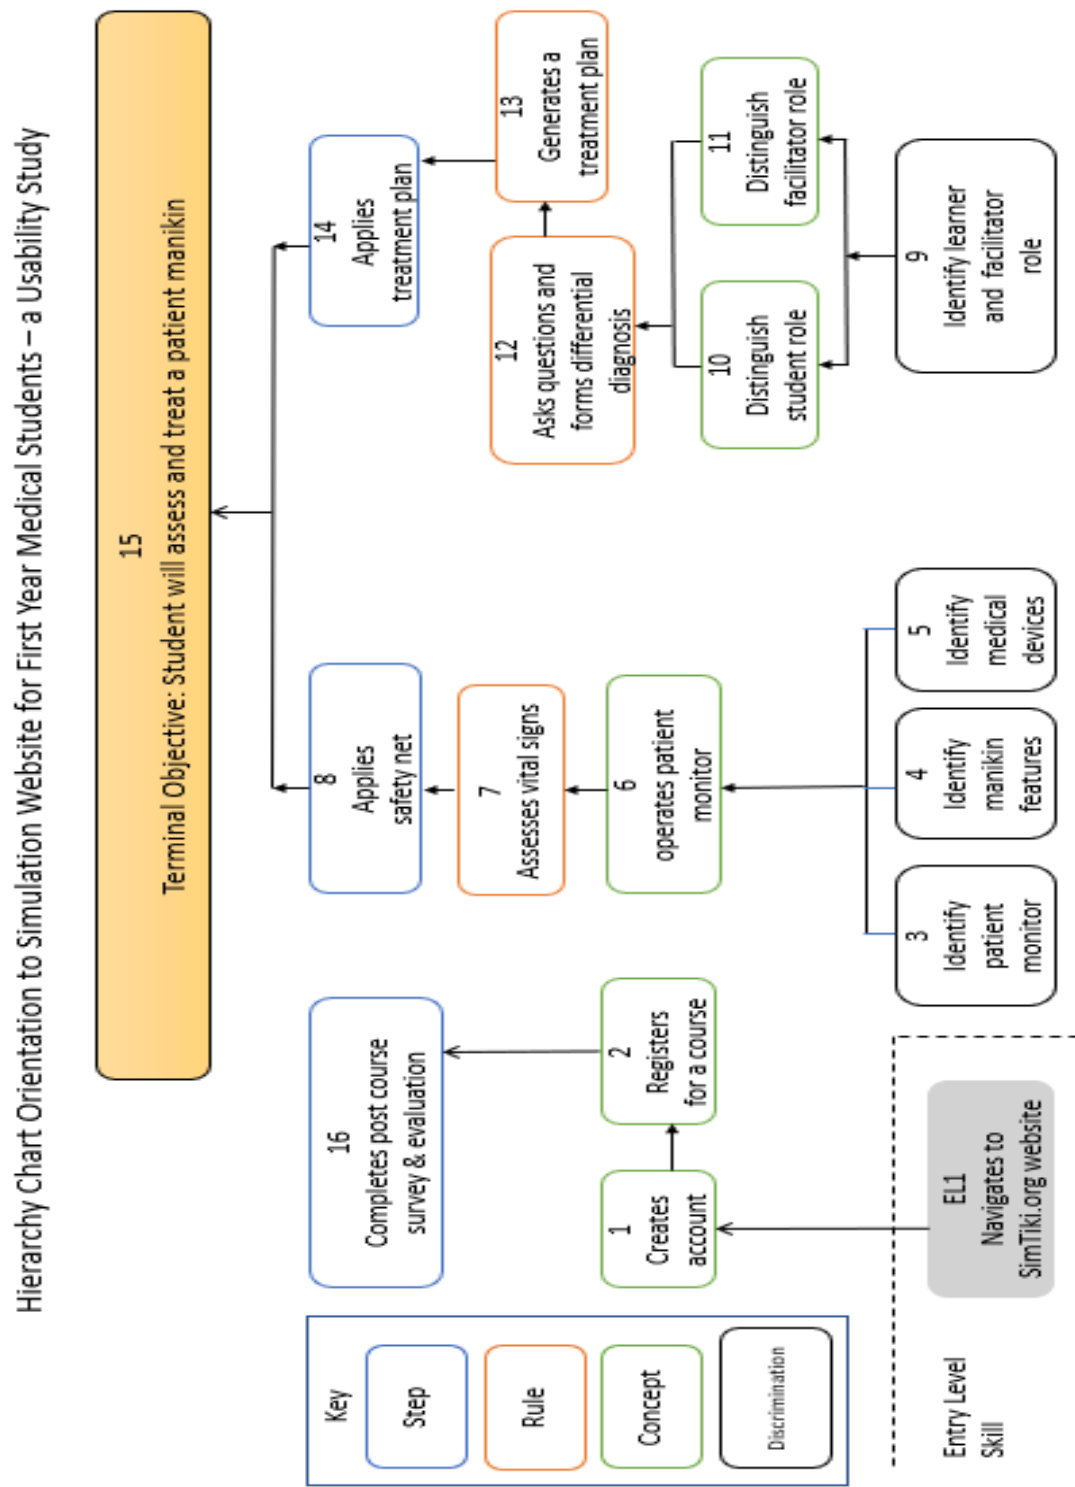 Hierarchy Chart Orientation to Simulation Website for First Year Medical Students – a Usability Study
15
Terminal Objective: Student will assess and treat a patient manikin
Key
Step
Rule
Concept
Discrimination
16
Completes post course
survey & evaluation
8
Applies
safety net
14
Applies
treatment plan
7
Assesses vital signs
12
Asks questions and
forms differential
diagnosis
13
Generates a
treatment plan
1
Creates
account
2
Registers
for a course
6
operates patient
monitor
10
Distinguish
student role
11
Distinguish
facilitator role
Entry Level
Skill
EL1
Navigates to
SimTiki.org website
3
Identify
patient
monitor
4
Identify
manikin
features
5
Identify
medical
devices
9
Identify learner
and facilitator
role